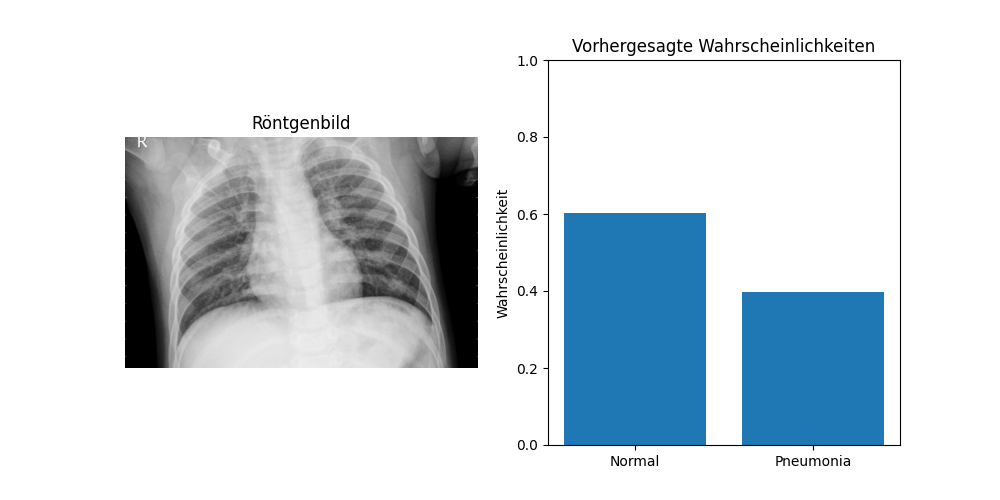 Röntgenbild
R
Vorhergesagte Wahrscheinlichkeiten
Wahrscheinlichkeit
1.0
0.8
0.6
0.4
0.2
0.0
Normal
Pneumonia